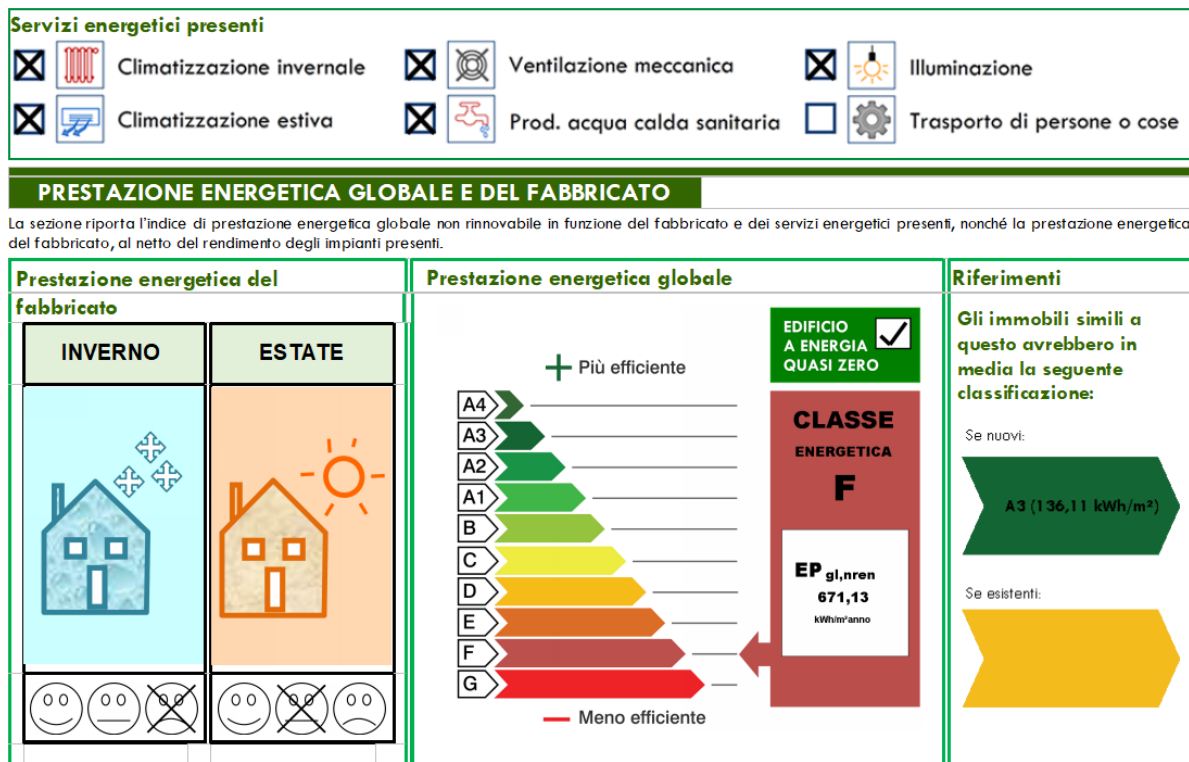 Servizi energetici presenti
Climatizzazione invernale
Ventilazione meccanica
Illuminazione
Climatizzazione estiva
Prod. acqua calda sanitaria
Trasporto di persone o cose
PRESTAZIONE ENERGETICA GLOBALE E DEL FABBRICATO
La sezione riporta l'indice di prestazione energetica globale non rinnovabile in funzione del fabbricato e dei servizi energetici presenti, nonché la prestazione energetica
del fabbricato, al netto del rendimento degli impianti presenti.
Prestazione energetica del
fabbricato
INVERNO
ESTATE
Prestazione energetica globale
Più efficiente
A4
A3
A2
A1
B
C
D
E
F
G
Meno efficiente
EDIFICIO
A ENERGIA
QUASI ZERO
CLASSE
ENERGETICA
F
EP gl,nren
671,13
kWh/m²anno
Riferimenti
Gli immobili simili a
questo avrebbero in
media la seguente
classificazione:
Se nuovi:
A3 (136,11 kWh/m²)
Se esistenti: